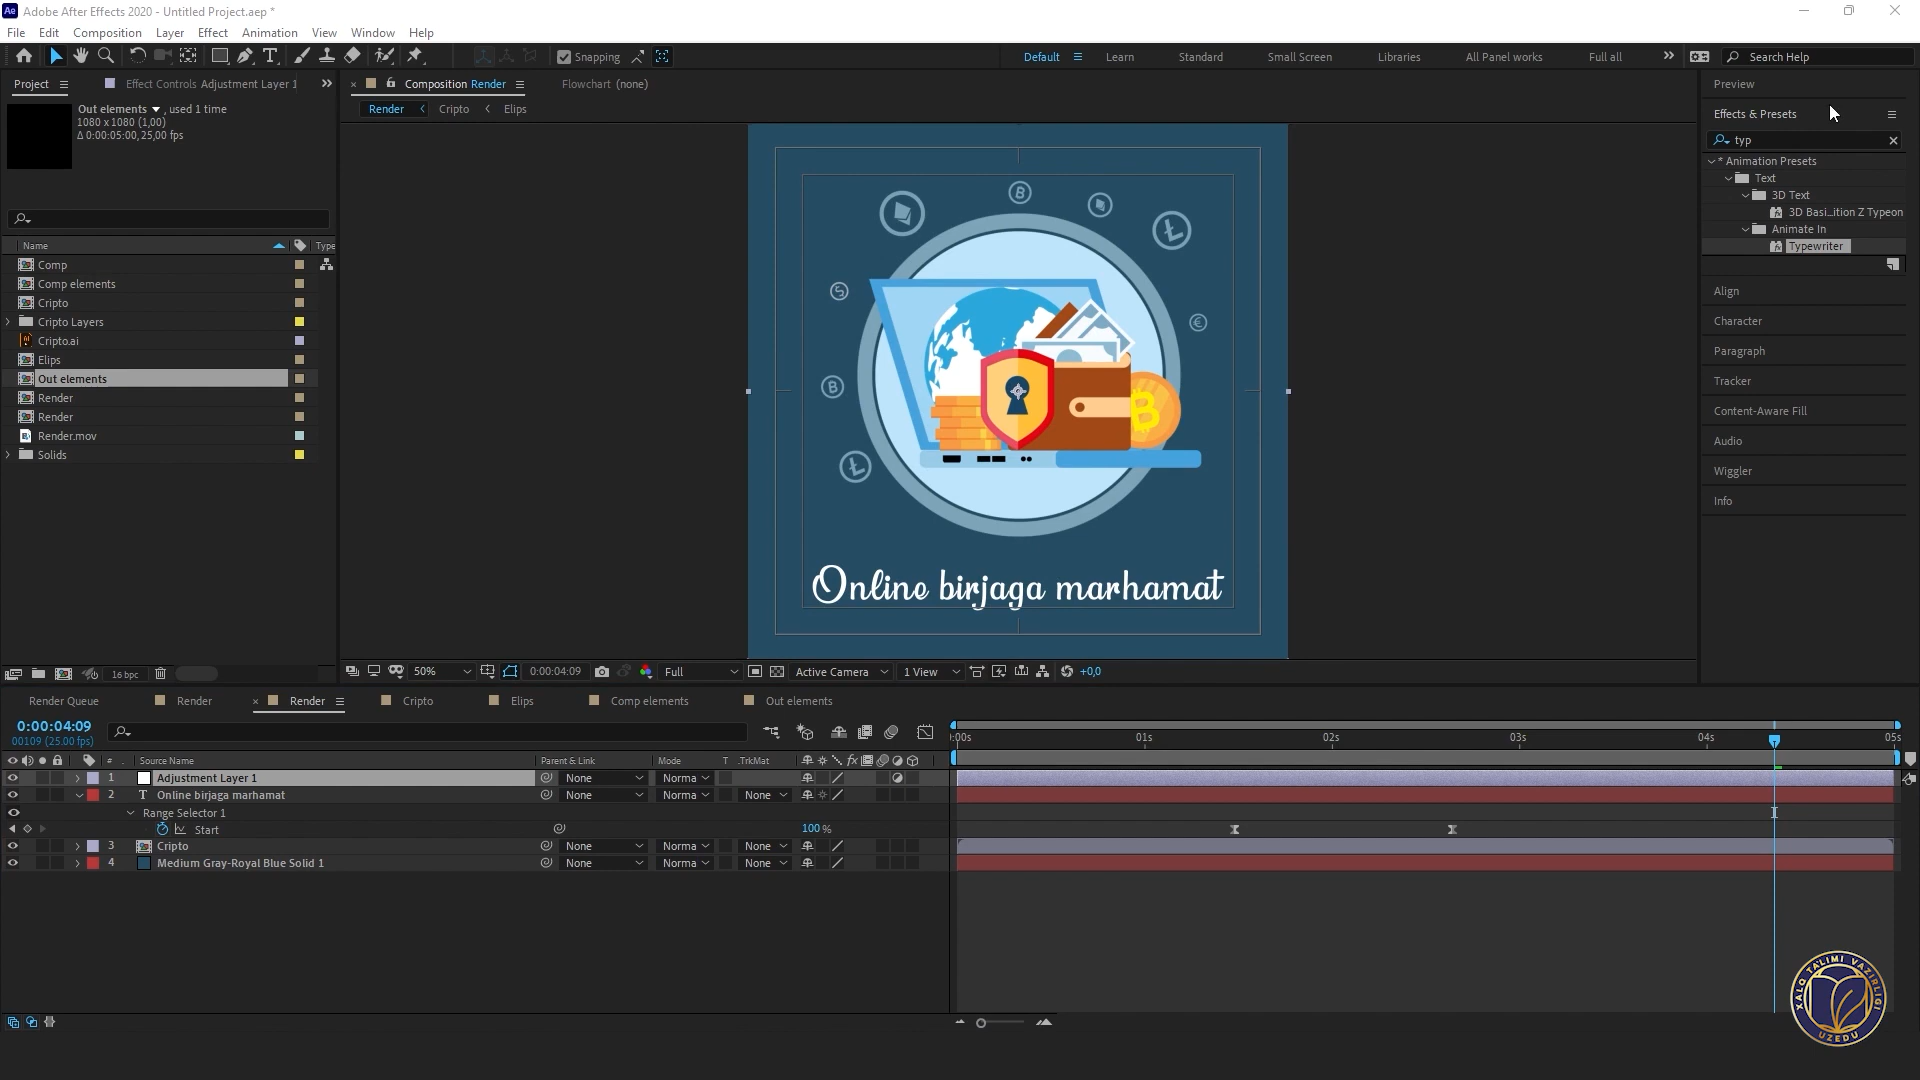 Ae Adobe After Effects 2020 - Untitled Project.aep *
File Edit Composition Layer Effect Animation View Window Help
Snapping
Default Learn Standard Small Screen Libraries All Panel works Full all
Search Help
Project Effect Controls Adjustment Layer 1
Out elements , used 1 time
1080 x 1080 (1,00)
Δ 0:00:05:00, 25,00 fps
Name Type
Comp
Comp elements
Cripto
Cripto Layers
Cripto.ai
Elips
Out elements
Render
Render
Render.mov
Solids
16 bpc
Composition Render Flowchart (none)
Render Cripto Elips
Online birjaga marhamat
50% 0:00:04:09 Full Active Camera 1 View +0,0
Preview
Effects & Presets
typ
* Animation Presets
Text
3D Text
3D Basi...ition Z Typeon
Animate In
Typewriter
Align
Character
Paragraph
Tracker
Content-Aware Fill
Audio
Wiggler
Info
Render Queue Render Render Cripto Elips Comp elements Out elements
0:00:04:09
00109 (25.00 fps)
:00s 01s 02s 03s 04s 05s
# Source Name Parent & Link Mode T .TrkMat
1 Adjustment Layer 1 None Norma
2 T Online birjaga marhamat None Norma None
Range Selector 1
Start 100 %
3 Cripto None Norma None
4 Medium Gray-Royal Blue Solid 1 None Norma None
XALQ TA'LIMI VAZIRLIGI
UZEDU